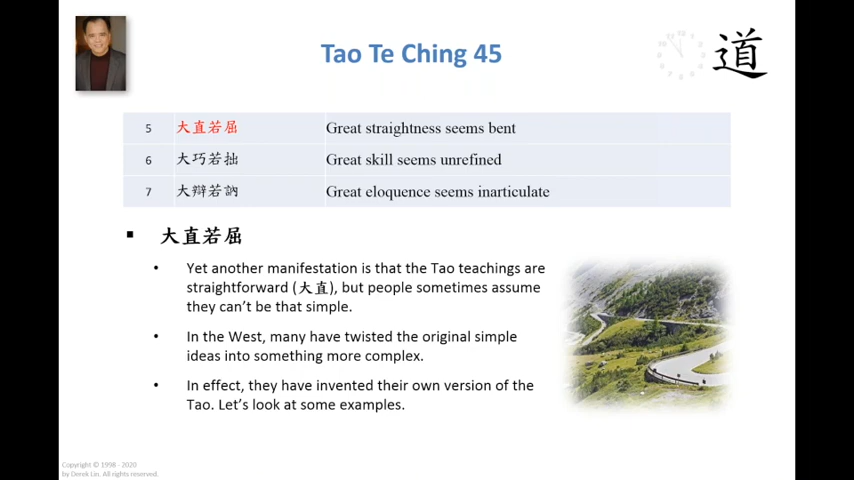 Tao Te Ching 45
道
5 大直若屈 Great straightness seems bent
6 大巧若拙 Great skill seems unrefined
7 大辯若訥 Great eloquence seems inarticulate
▪ 大直若屈
• Yet another manifestation is that the Tao teachings are
straightforward (大直), but people sometimes assume
they can't be that simple.
• In the West, many have twisted the original simple
ideas into something more complex.
• In effect, they have invented their own version of the
Tao. Let's look at some examples.
Copyright © 1998 - 2020
by Derek Lin. All rights reserved.